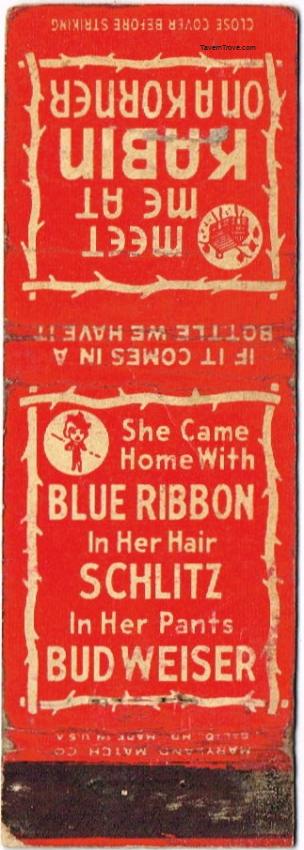 TavernTrove.com
CLOSE COVER BEFORE STRIKING
MEET
ME AT
KABIN
ON A KORNER
IF IT COMES IN A
BOTTLE WE HAVE IT
She Came
Home With
BLUE RIBBON
In Her Hair
SCHLITZ
In Her Pants
BUDWEISER
MARYLAND MATCH CO.
BALTO. MD. MADE IN U.S.A.